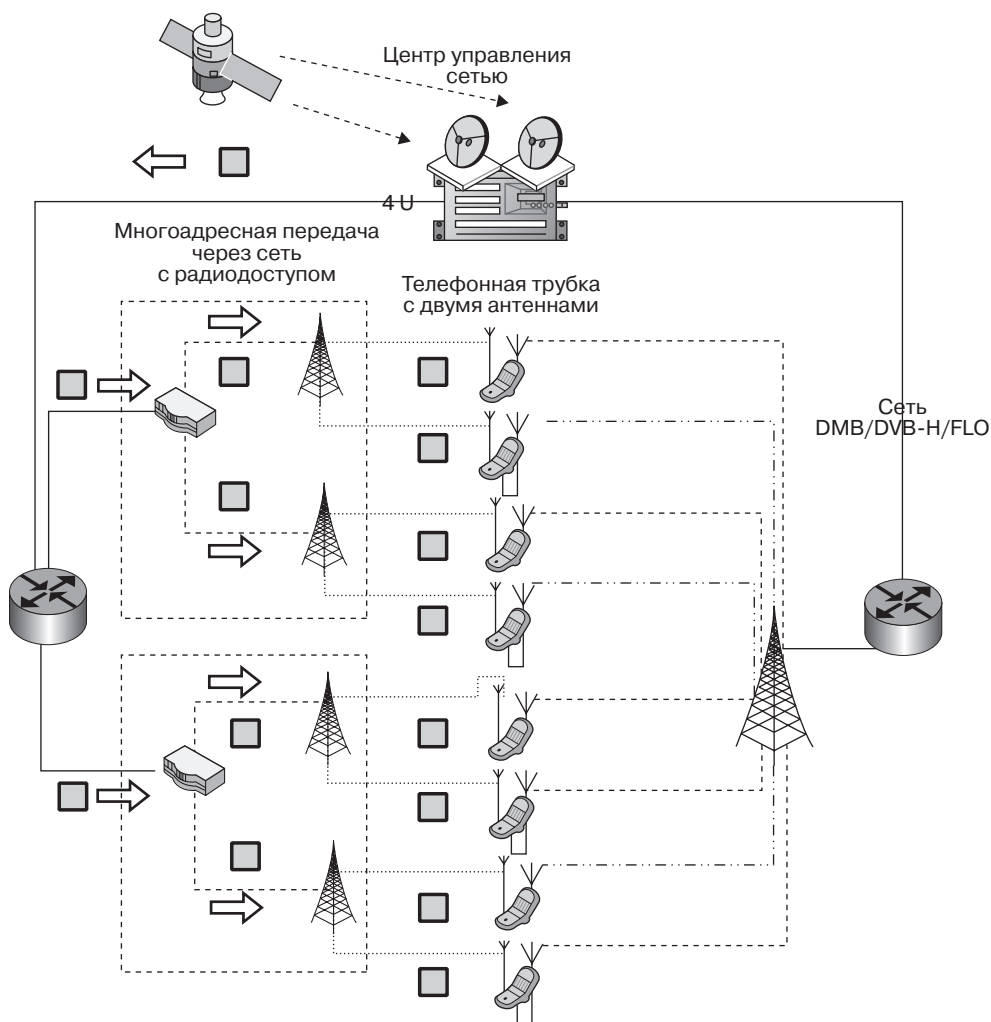 Центр управления
сетью
4 U
Многоадресная передача
через сеть
с радиодоступом
Телефонная трубка
с двумя антеннами
Сеть
DMB/DVB-H/FLO